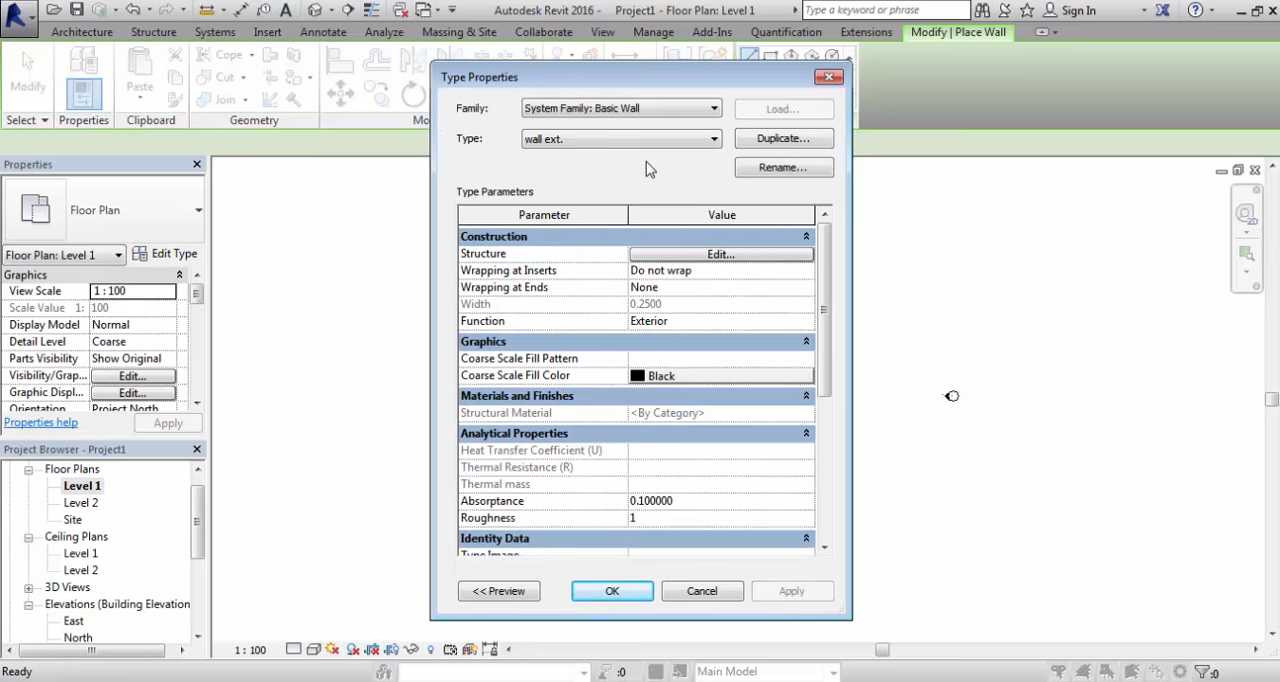 Autodesk Revit 2016 - Project1 - Floor Plan: Level 1
Type a keyword or phrase
Sign In
Architecture Structure Systems Insert Annotate Analyze Massing & Site Collaborate View Manage Add-Ins Quantification Extensions Modify | Place Wall
Modify
Paste
Cope
Cut
Join
Select Properties Clipboard Geometry
Type Properties
Family: System Family: Basic Wall Load...
Type: wall ext. Duplicate...
Rename...
Type Parameters
Parameter Value
Construction
Structure Edit...
Wrapping at Inserts Do not wrap
Wrapping at Ends None
Width 0.2500
Function Exterior
Graphics
Coarse Scale Fill Pattern
Coarse Scale Fill Color Black
Materials and Finishes
Structural Material <By Category>
Analytical Properties
Heat Transfer Coefficient (U)
Thermal Resistance (R)
Thermal mass
Absorptance 0.100000
Roughness 1
Identity Data
Type Image
<< Preview OK Cancel Apply
Properties
Floor Plan
Floor Plan: Level 1 Edit Type
Graphics
View Scale 1 : 100
Scale Value 1: 100
Display Model Normal
Detail Level Coarse
Parts Visibility Show Original
Visibility/Grap... Edit...
Graphic Displ... Edit...
Orientation Project North
Properties help Apply
Project Browser - Project1
Floor Plans
Level 1
Level 2
Site
Ceiling Plans
Level 1
Level 2
3D Views
Elevations (Building Elevation
East
North
2D
1 : 100
Ready
:0
Main Model
:0